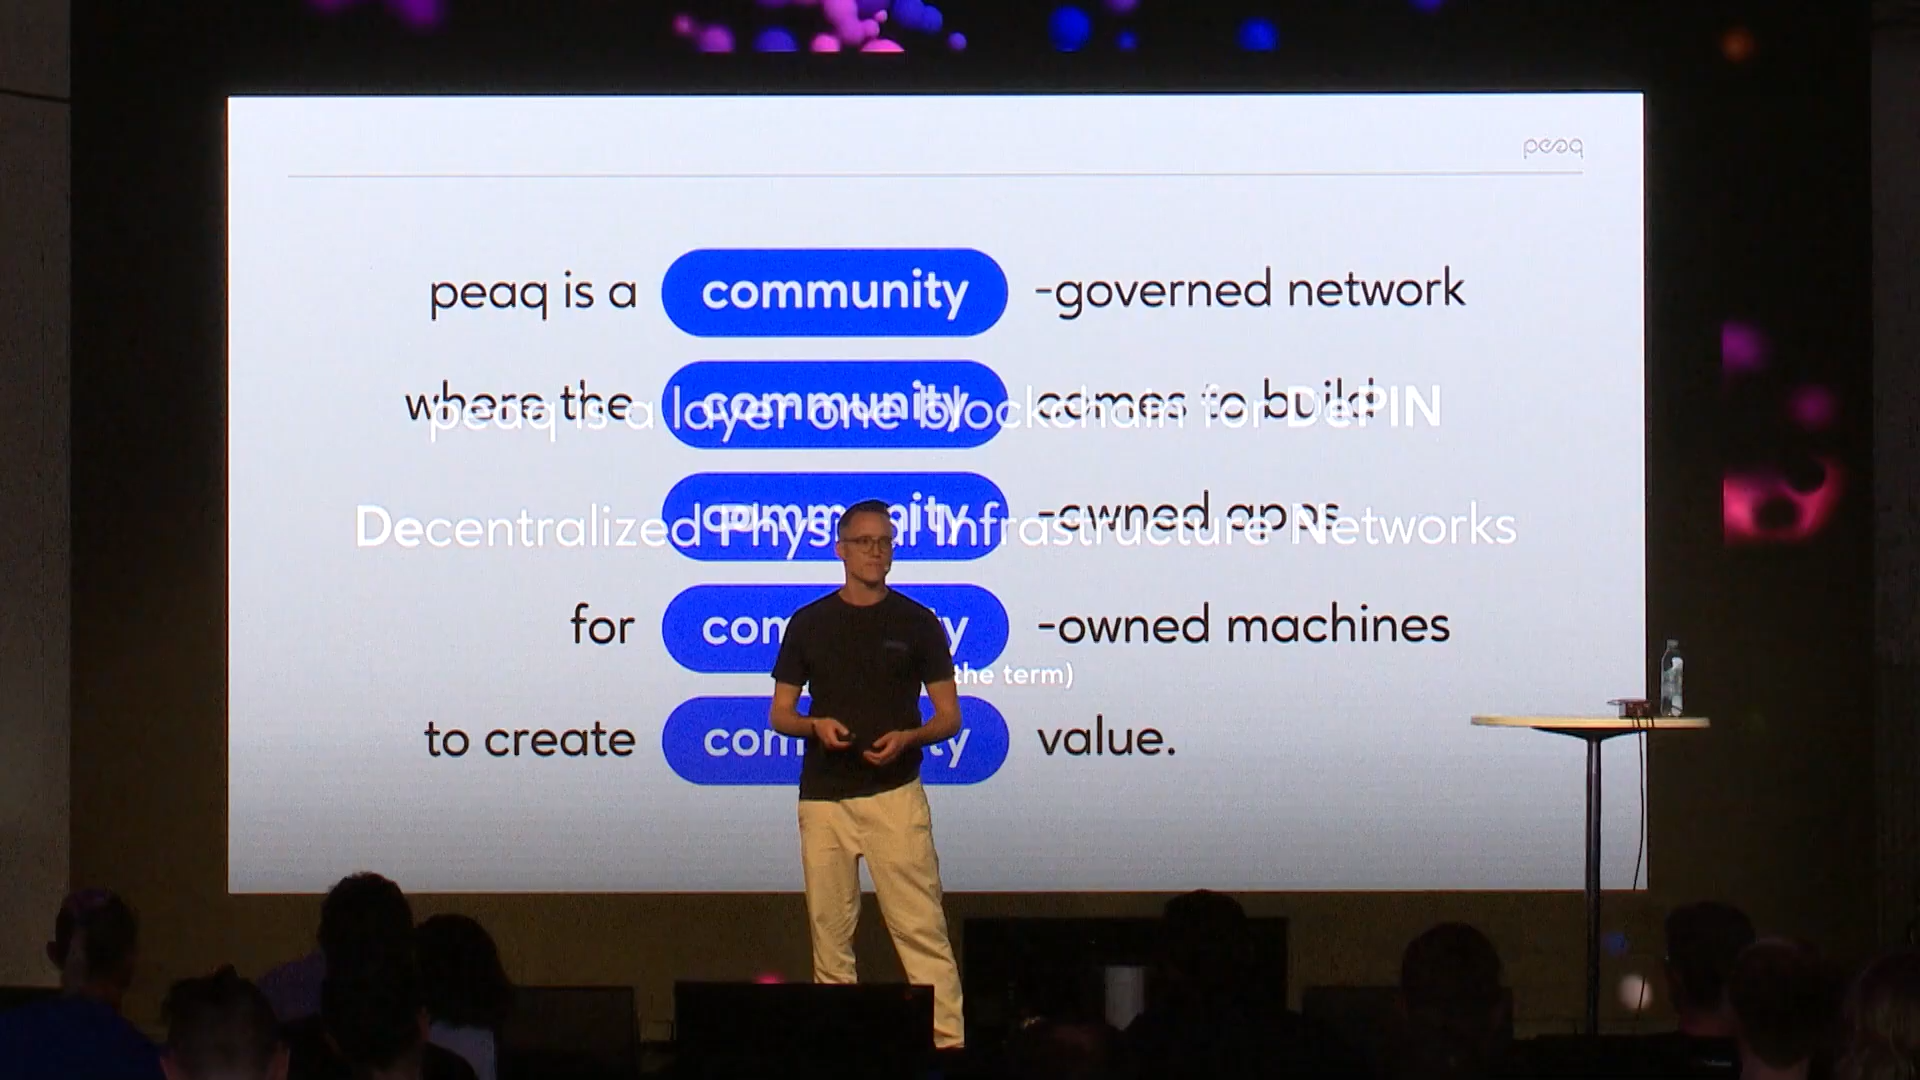 peaq
peaq is a community -governed network
where the community comes to build
peaq is a layer one blockchain for DePIN
community -owned apps
Decentralized Physical Infrastructure Networks
for community -owned machines
the term)
to create community value.